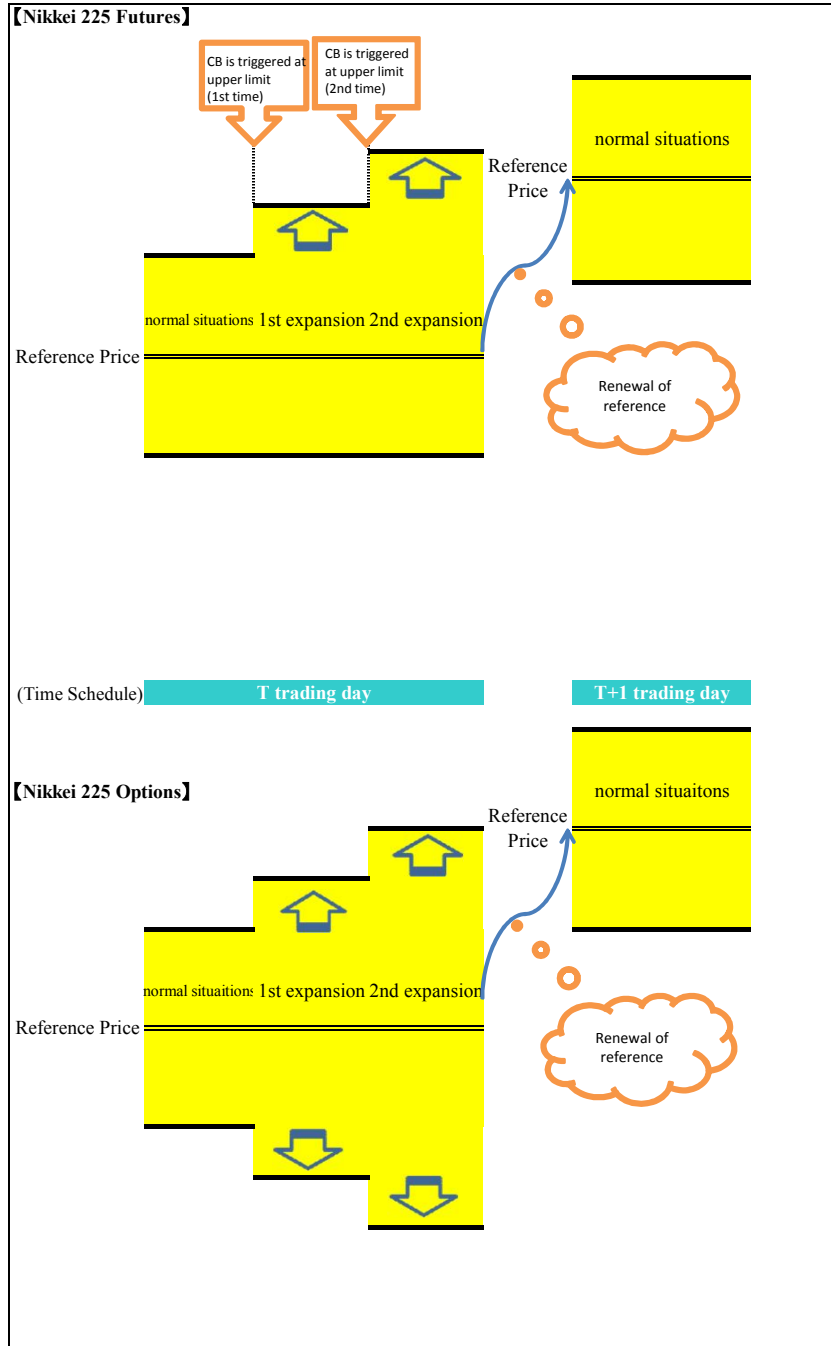 【Nikkei 225 Futures】
CB is triggered at
upper limit
(1st time)
CB is triggered
at upper limit
(2nd time)
normal situations
Reference
Price
normal situations 1st expansion 2nd expansion
Reference Price
Renewal of
reference
(Time Schedule)
T trading day
T+1 trading day
【Nikkei 225 Options】
normal situaitons
Reference
Price
normal situaitions 1st expansion 2nd expansion
Reference Price
Renewal of
reference